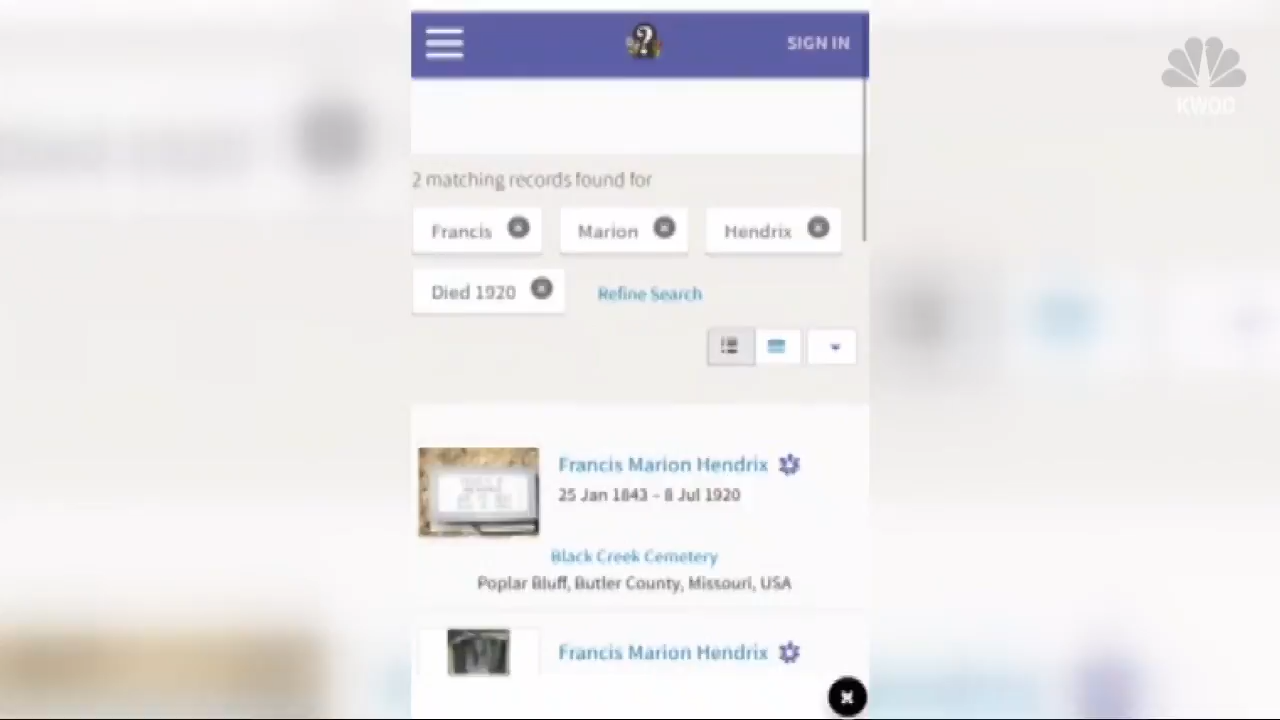 SIGN IN
KWQC
2 matching records found for
Francis
Marion
Hendrix
Died 1920
Refine Search
Francis Marion Hendrix
25 Jan 1843 – 8 Jul 1920
Black Creek Cemetery
Poplar Bluff, Butler County, Missouri, USA
Francis Marion Hendrix